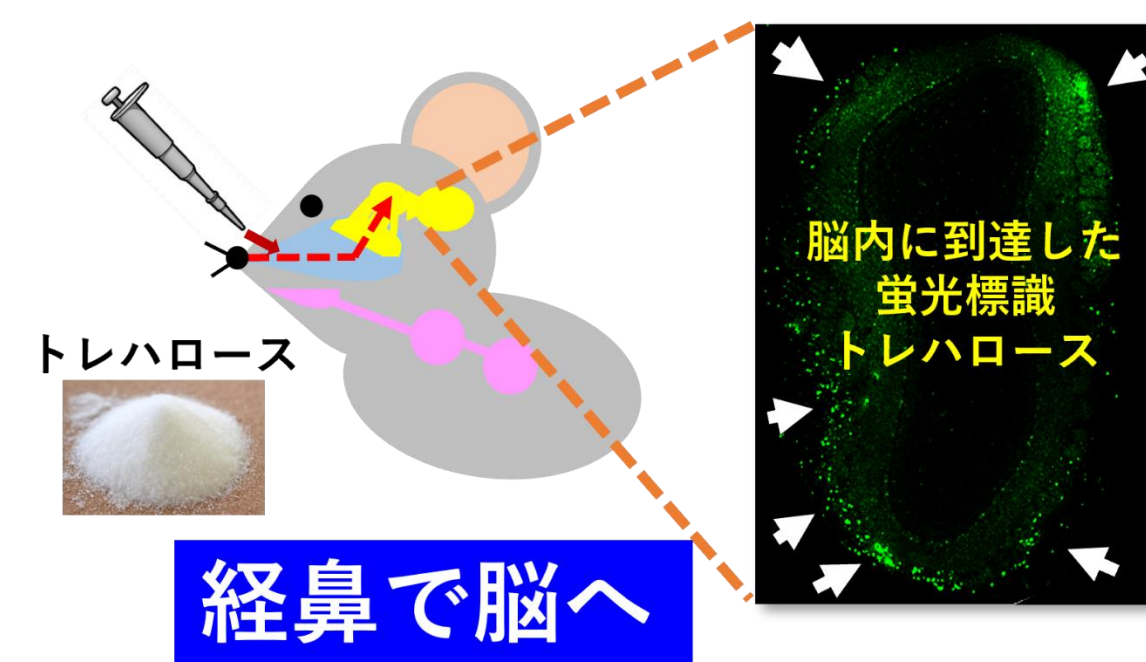 脳内に到達した
蛍光標識
トレハロース
トレハロース
経鼻で脳へ